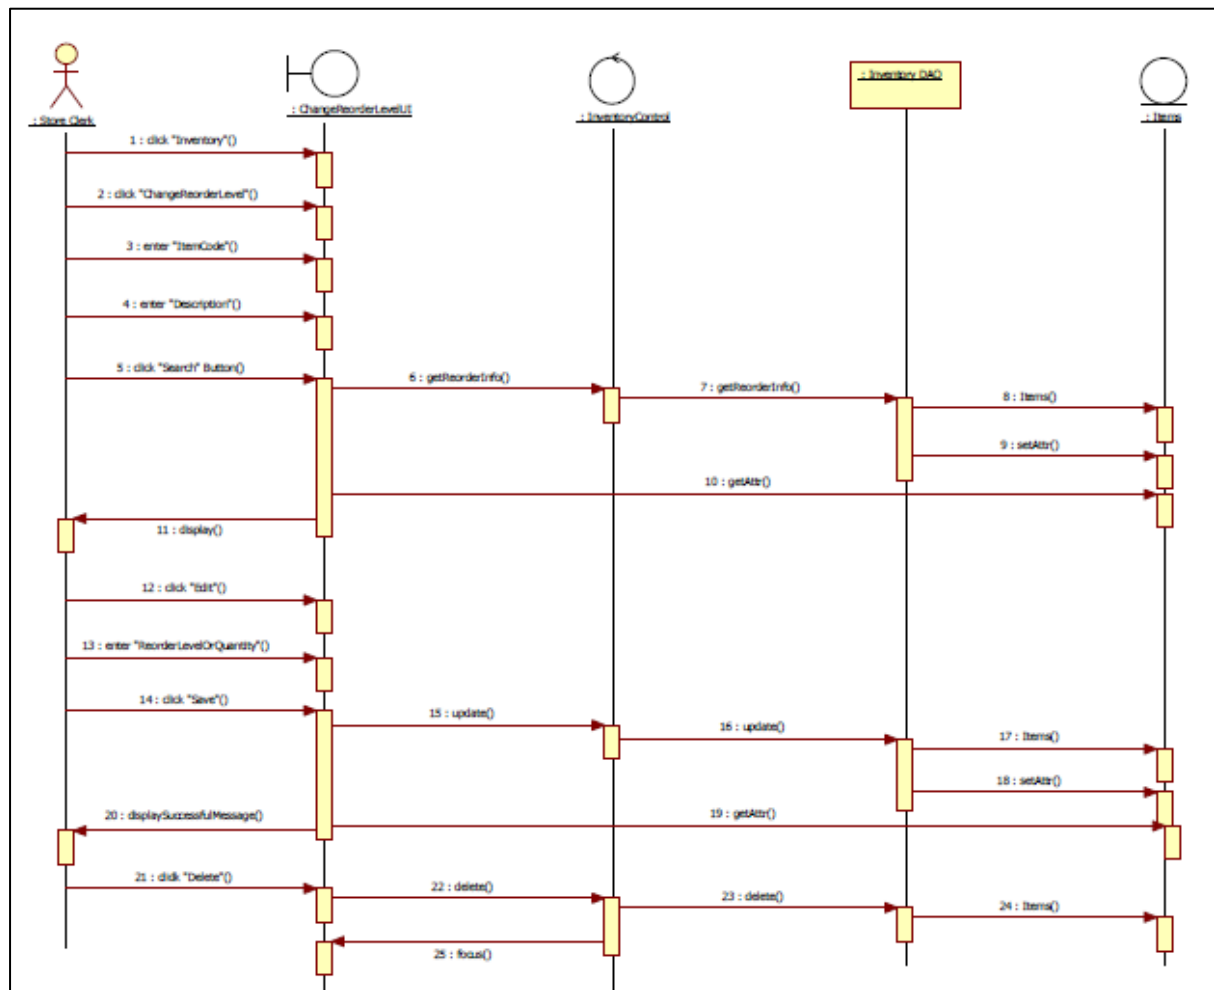 : Store Clerk
: ChangeReorderLevelUI
: InventoryControl
: Inventory DAO
: Items
1 : click "Inventory"()
2 : click "ChangeReorderLevel"()
3 : enter "ItemCode"()
4 : enter "Description"()
5 : click "Search" Button()
6 : getReorderInfo()
7 : getReorderInfo()
8 : Items()
9 : setAttr()
10 : getAttr()
11 : display()
12 : click "Edit"()
13 : enter "ReorderLevelOrQuantity"()
14 : click "Save"()
15 : update()
16 : update()
17 : Items()
18 : setAttr()
19 : getAttr()
20 : displaySuccessfulMessage()
21 : click "Delete"()
22 : delete()
23 : delete()
24 : Items()
25 : focus()